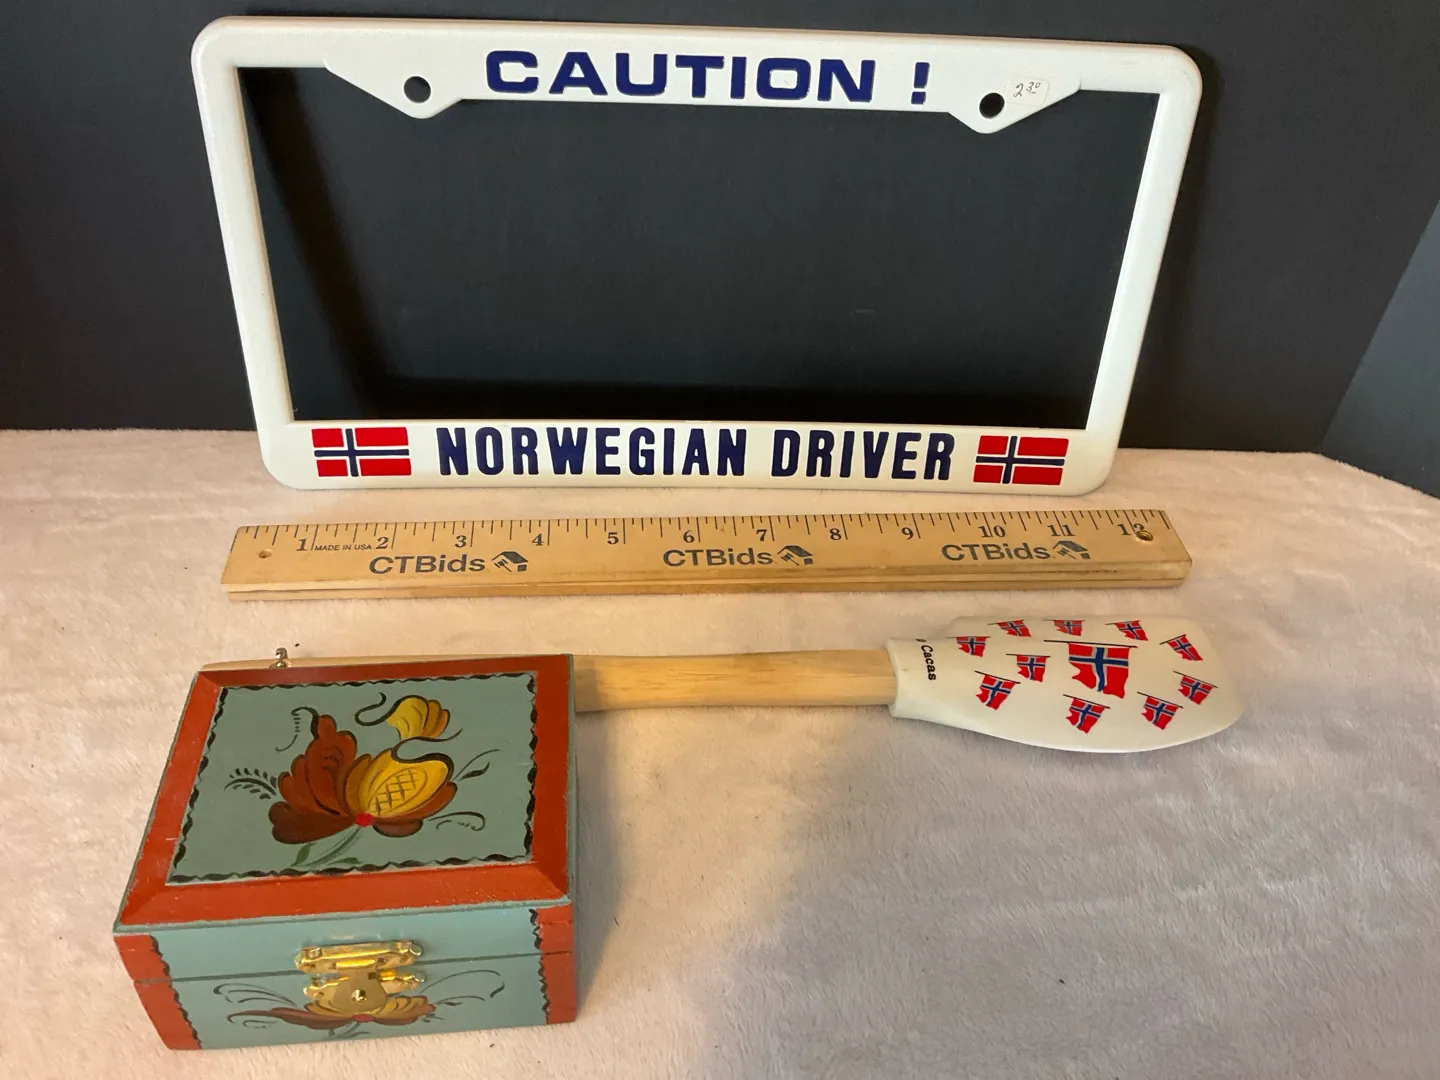 CAUTION !
2 30
NORWEGIAN DRIVER
1 2 3 4 5 6 7 8 9 10 11 12
MADE IN USA
CTBids CTBids CTBids
Cacas